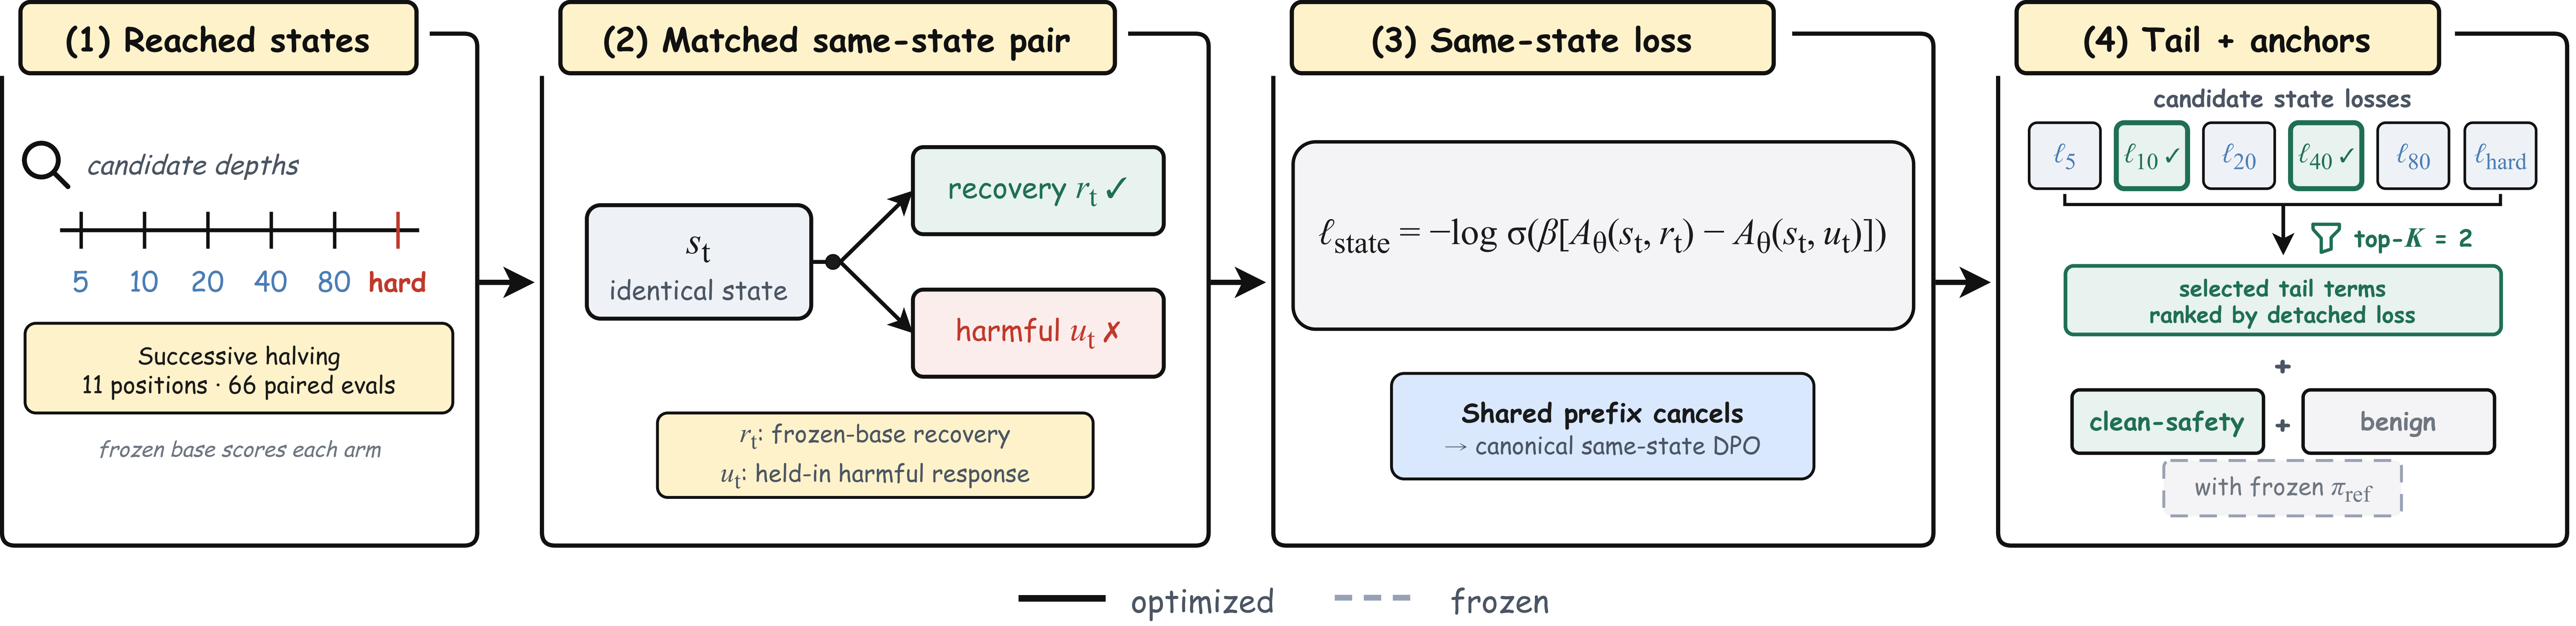 (1) Reached states
candidate depths
5 10 20 40 80 hard
Successive halving
11 positions · 66 paired evals
frozen base scores each arm
(2) Matched same-state pair
s_t
identical state
recovery r_t ✓
harmful u_t ✗
r_t: frozen-base recovery
u_t: held-in harmful response
(3) Same-state loss
ℓ_state = −log σ(β[A_θ(s_t, r_t) − A_θ(s_t, u_t)])
Shared prefix cancels
→ canonical same-state DPO
(4) Tail + anchors
candidate state losses
ℓ_5 ℓ_10 ✓ ℓ_20 ℓ_40 ✓ ℓ_80 ℓ_hard
top-K = 2
selected tail terms
ranked by detached loss
+
clean-safety + benign
with frozen π_ref
optimized frozen